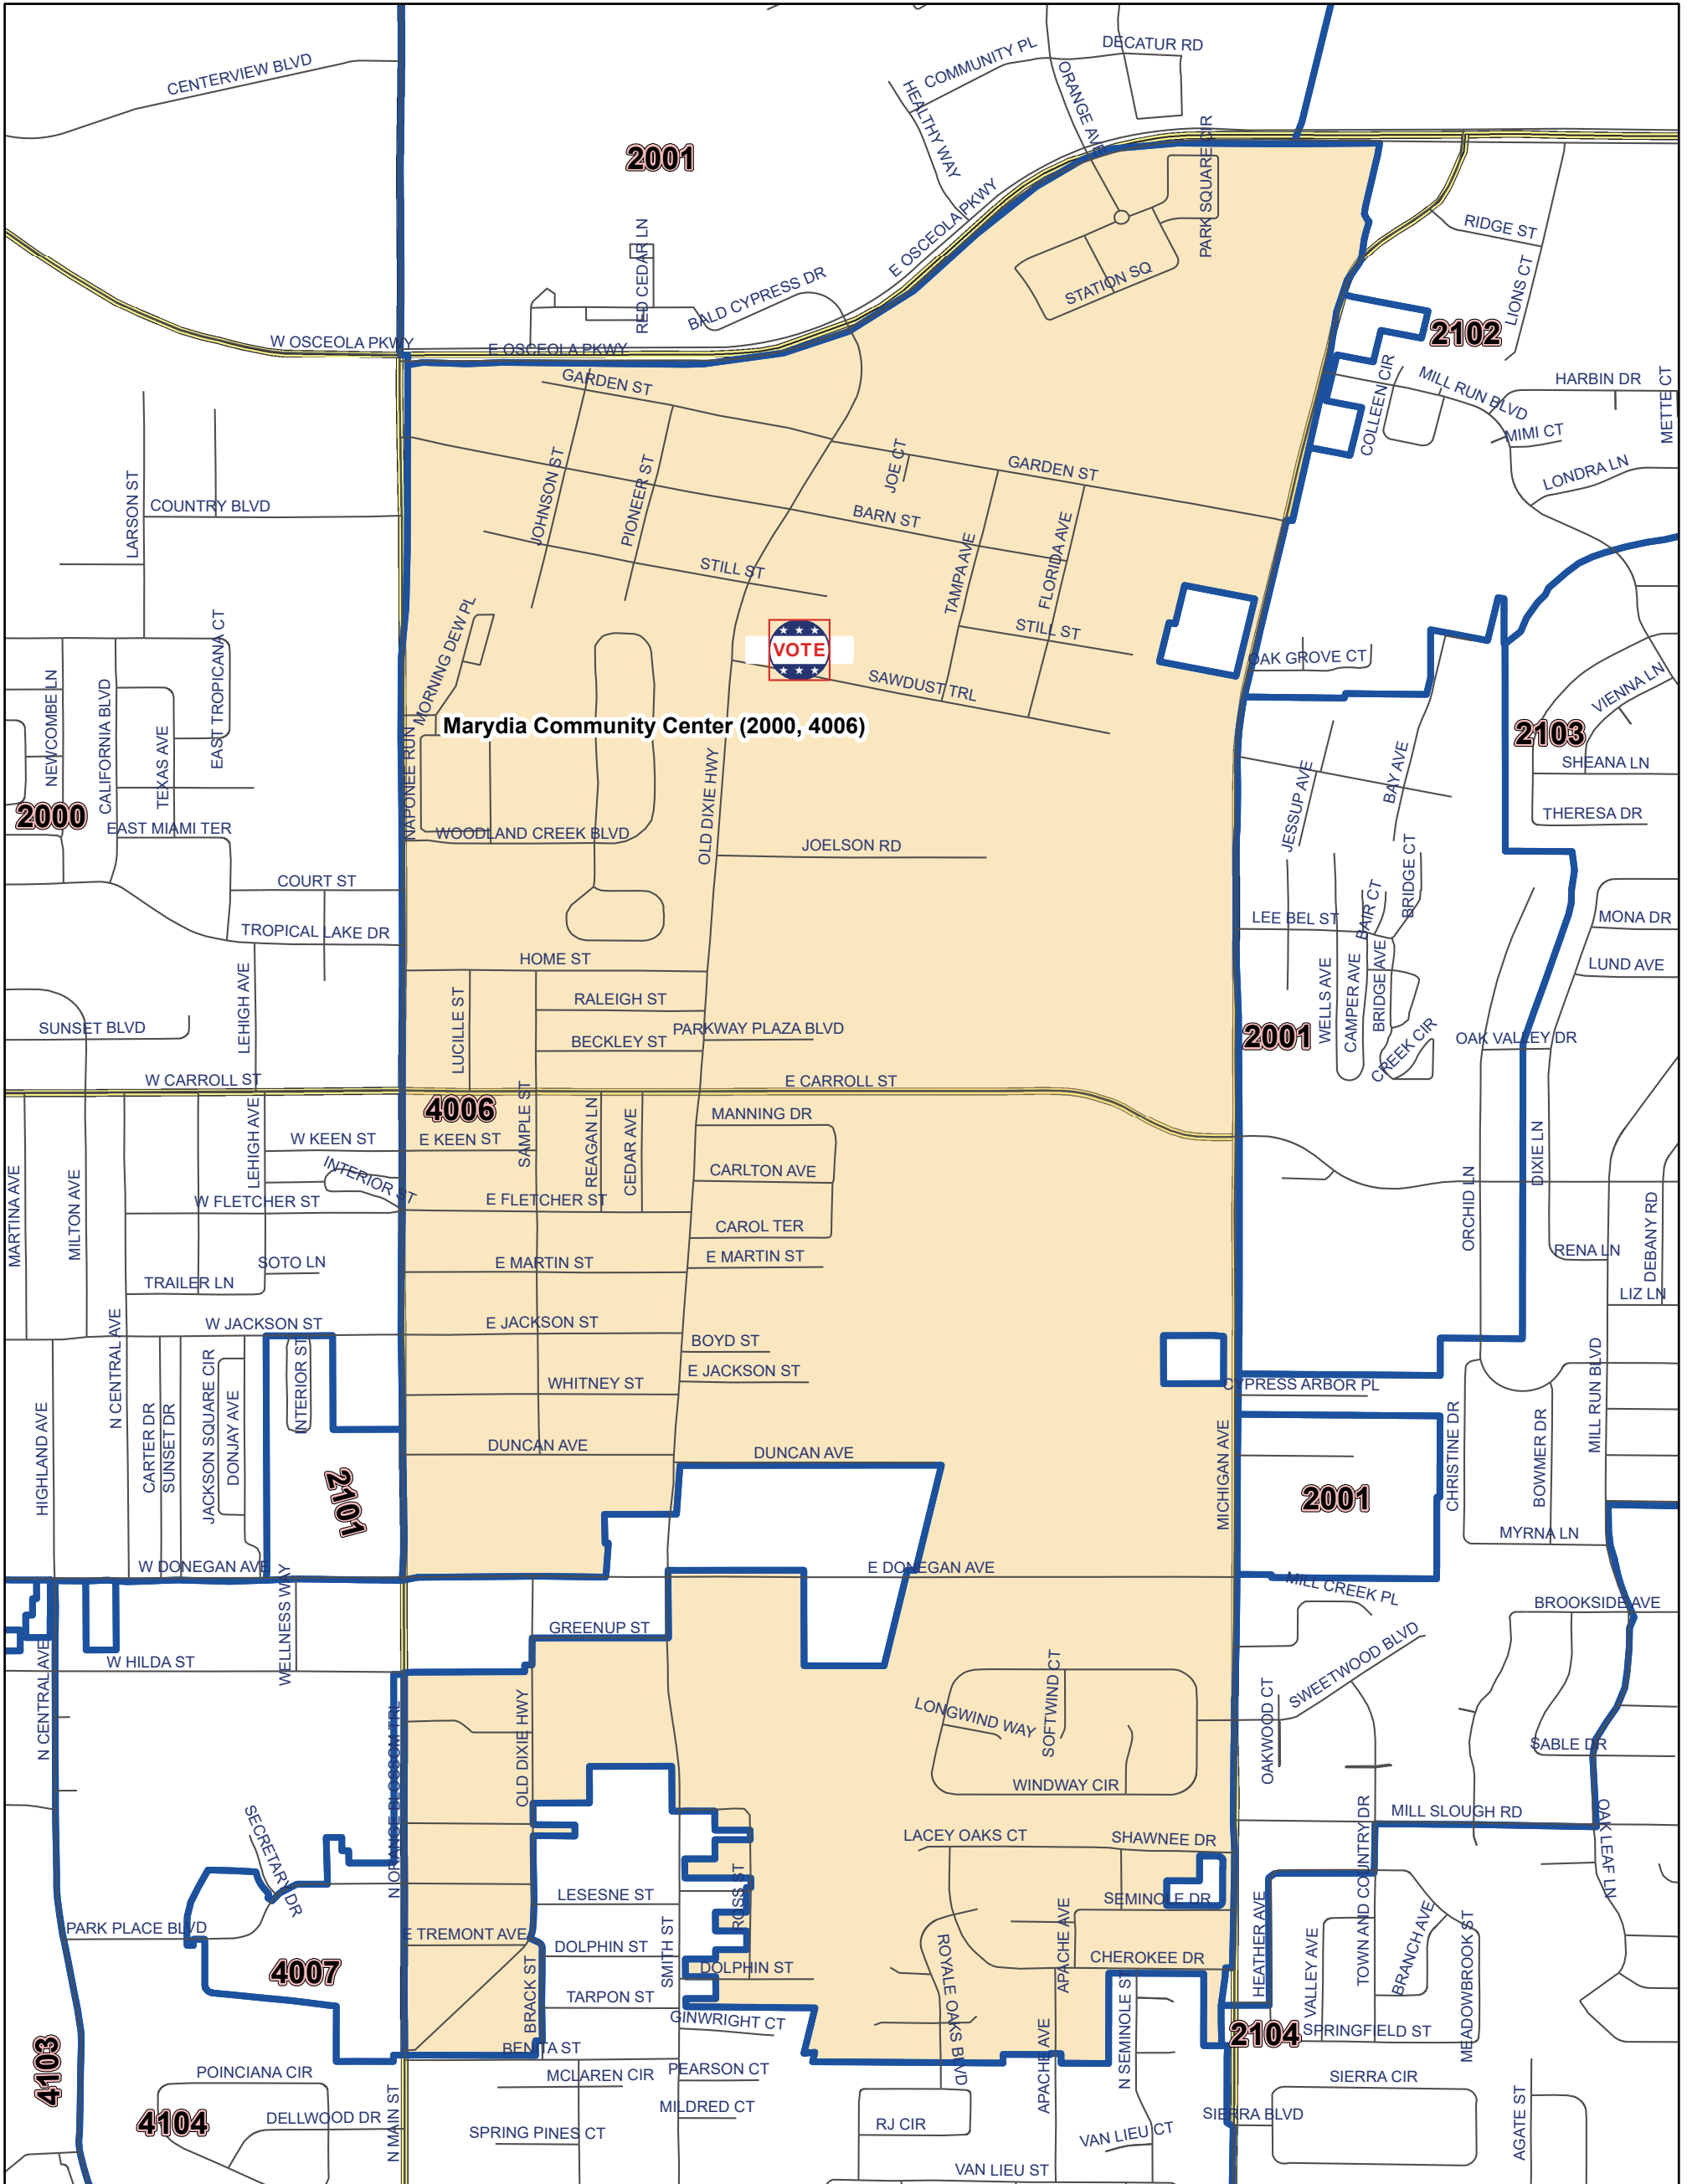 CENTERVIEW BLVD
COMMUNITY PL
DECATUR RD
HEALTHY WAY
ORANGE AVE
PARK SQUARE CIR
2001
E OSCEOLA PKWY
RIDGE ST
LIONS CT
RED CEDAR LN
BALD CYPRESS DR
STATION SQ
W OSCEOLA PKWY
E OSCEOLA PKWY
2102
GARDEN ST
COLLEEN CIR
MILL RUN BLVD
HARBIN DR
METTE CT
MIMI CT
LONDRA LN
LARSON ST
COUNTRY BLVD
JOHNSON ST
PIONEER ST
JOE CT
GARDEN ST
BARN ST
STILL ST
TAMPA AVE
FLORIDA AVE
STILL ST
MORNING DEW PL
VOTE
SAWDUST TRL
OAK GROVE CT
Marydia Community Center (2000, 4006)
NEWCOMBE LN
CALIFORNIA BLVD
TEXAS AVE
EAST TROPICANA CT
VIENNA LN
2103
SHEANA LN
THERESA DR
2000
EAST MIAMI TER
NAPONEE RUN
WOODLAND CREEK BLVD
OLD DIXIE HWY
JOELSON RD
JESSUP AVE
BAY AVE
COURT ST
TROPICAL LAKE DR
LEE BEL ST
BAIR CT
BRIDGE CT
MONA DR
LUND AVE
HOME ST
LUCILLE ST
RALEIGH ST
BECKLEY ST
PARKWAY PLAZA BLVD
SUNSET BLVD
LEHIGH AVE
2001
WELLS AVE
CAMPER AVE
BRIDGE AVE
CREEK CIR
OAK VALLEY DR
W CARROLL ST
E CARROLL ST
4006
SAMPLE ST
REAGAN LN
CEDAR AVE
MANNING DR
W KEEN ST
E KEEN ST
LEHIGH AVE
INTERIOR ST
CARLTON AVE
W FLETCHER ST
E FLETCHER ST
CAROL TER
MARTINA AVE
MILTON AVE
ORCHID LN
DIXIE LN
RENA LN
DEBANY RD
LIZ LN
SOTO LN
TRAILER LN
E MARTIN ST
E MARTIN ST
W JACKSON ST
E JACKSON ST
BOYD ST
E JACKSON ST
N CENTRAL AVE
HIGHLAND AVE
CARTER DR
SUNSET DR
JACKSON SQUARE CIR
DONJAY AVE
INTERIOR ST
WHITNEY ST
CYPRESS ARBOR PL
MICHIGAN AVE
MILL RUN BLVD
DUNCAN AVE
DUNCAN AVE
2101
2001
CHRISTINE DR
BOWMER DR
MYRNA LN
W DONEGAN AVE
E DONEGAN AVE
MILL CREEK PL
BROOKSIDE AVE
WELLNESS WAY
GREENUP ST
W HILDA ST
N CENTRAL AVE
N ORANGE BLOSSOM TRL
OLD DIXIE HWY
LONGWIND WAY
SOFTWIND CT
WINDWAY CIR
OAKWOOD CT
SWEETWOOD BLVD
SABLE DR
MILL SLOUGH RD
OAK LEAF LN
SECRETARY DR
LACEY OAKS CT
SHAWNEE DR
LESESNE ST
ROSS ST
SEMINOLE DR
PARK PLACE BLVD
E TREMONT AVE
DOLPHIN ST
SMITH ST
DOLPHIN ST
ROYALE OAKS BLVD
APACHE AVE
CHEROKEE DR
HEATHER AVE
VALLEY AVE
TOWN AND COUNTRY DR
BRANCH AVE
MEADOWBROOK ST
4007
BRACK ST
TARPON ST
GINWRIGHT CT
2104
SPRINGFIELD ST
4103
BENITA ST
APACHE AVE
N SEMINOLE ST
POINCIANA CIR
MCLAREN CIR
PEARSON CT
SIERRA CIR
4104
DELLWOOD DR
N MAIN ST
MILDRED CT
SPRING PINES CT
RJ CIR
VAN LIEU CT
SIERRA BLVD
AGATE ST
VAN LIEU ST